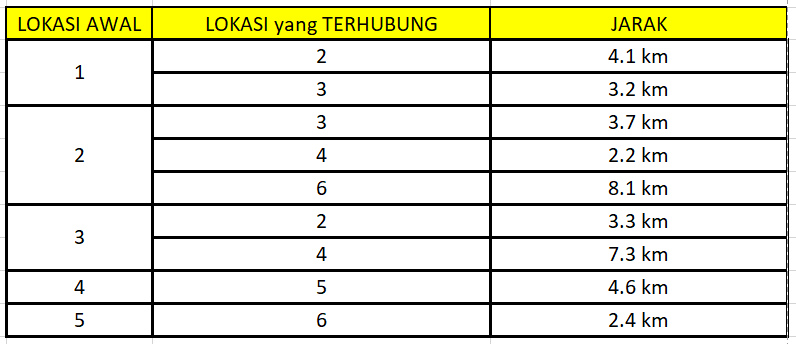 LOKASI AWAL LOKASI yang TERHUBUNG JARAK
1 2 4.1 km
3 3.2 km
2 3 3.7 km
4 2.2 km
6 8.1 km
3 2 3.3 km
4 7.3 km
4 5 4.6 km
5 6 2.4 km